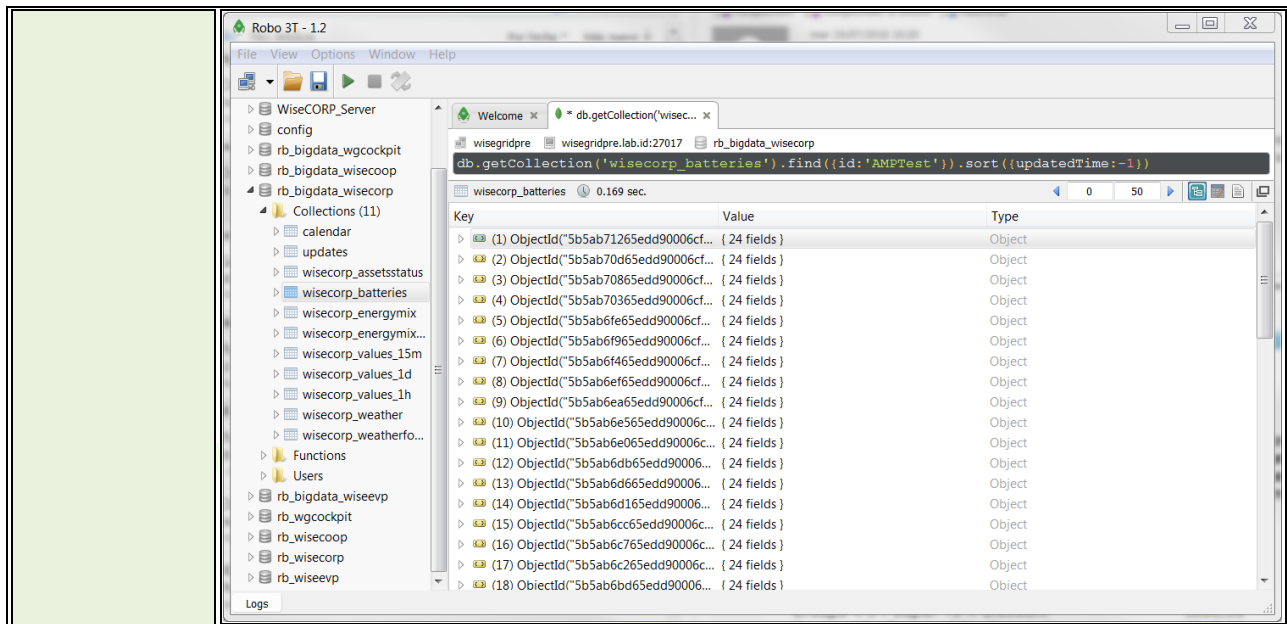 Robo 3T - 1.2
File View Options Window Help
WiseCORP_Server
config
rb_bigdata_wgcockpit
rb_bigdata_wisecoop
rb_bigdata_wisecorp
Collections (11)
calendar
updates
wisecorp_assetsstatus
wisecorp_batteries
wisecorp_energymix
wisecorp_energymix...
wisecorp_values_15m
wisecorp_values_1d
wisecorp_values_1h
wisecorp_weather
wisecorp_weatherfo...
Functions
Users
rb_bigdata_wiseevp
rb_wgcockpit
rb_wisecoop
rb_wisecorp
rb_wiseevp
Welcome * db.getCollection('wisec...
wisegridpre wisegridpre.lab.id:27017 rb_bigdata_wisecorp
db.getCollection('wisecorp_batteries').find({id:'AMPTest'}).sort({updatedTime:-1})
wisecorp_batteries 0.169 sec. 0 50
Key Value Type
(1) ObjectId("5b5ab71265edd90006cf... { 24 fields } Object
(2) ObjectId("5b5ab70d65edd90006cf... { 24 fields } Object
(3) ObjectId("5b5ab70865edd90006cf... { 24 fields } Object
(4) ObjectId("5b5ab70365edd90006cf... { 24 fields } Object
(5) ObjectId("5b5ab6fe65edd90006cf... { 24 fields } Object
(6) ObjectId("5b5ab6f965edd90006cf... { 24 fields } Object
(7) ObjectId("5b5ab6f465edd90006cf... { 24 fields } Object
(8) ObjectId("5b5ab6ef65edd90006cf... { 24 fields } Object
(9) ObjectId("5b5ab6ea65edd90006cf... { 24 fields } Object
(10) ObjectId("5b5ab6e565edd90006c... { 24 fields } Object
(11) ObjectId("5b5ab6e065edd90006c... { 24 fields } Object
(12) ObjectId("5b5ab6db65edd90006... { 24 fields } Object
(13) ObjectId("5b5ab6d665edd90006... { 24 fields } Object
(14) ObjectId("5b5ab6d165edd90006... { 24 fields } Object
(15) ObjectId("5b5ab6cc65edd90006c... { 24 fields } Object
(16) ObjectId("5b5ab6c765edd90006c... { 24 fields } Object
(17) ObjectId("5b5ab6c265edd90006c... { 24 fields } Object
(18) ObjectId("5b5ab6bd65edd90006... { 24 fields } Object
Logs